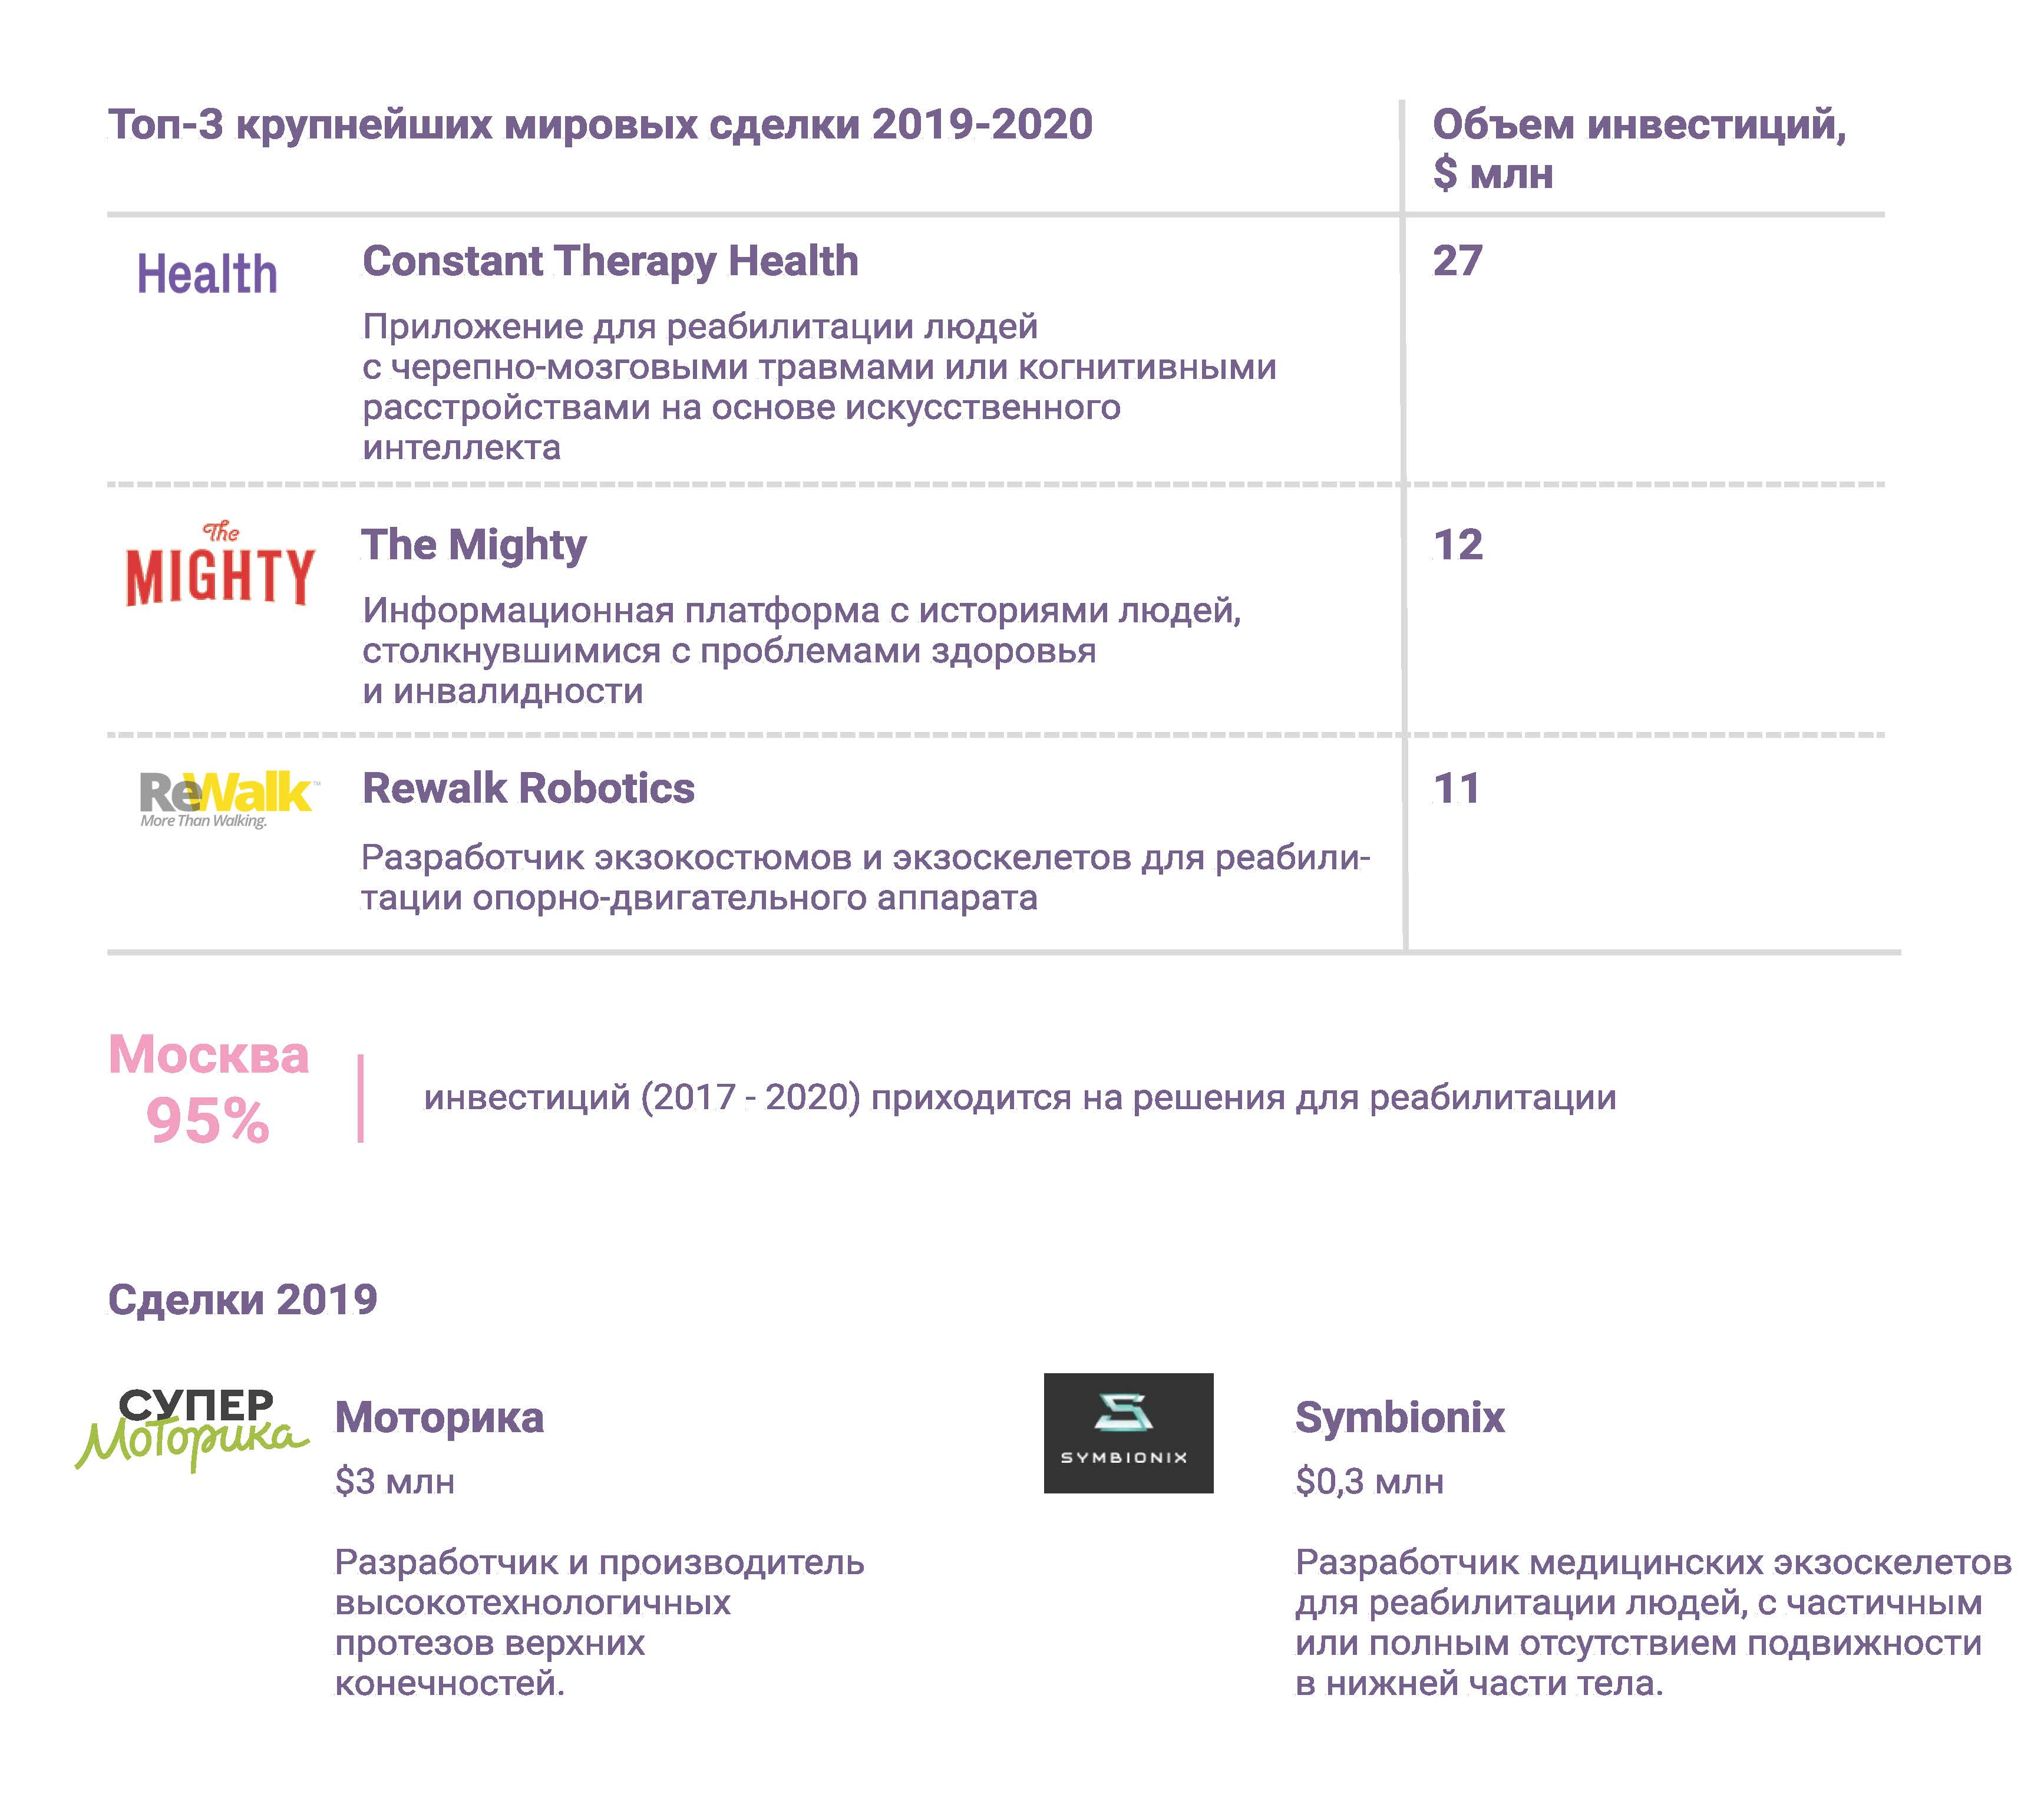 Топ-3 крупнейших мировых сделки 2019-2020
Объем инвестиций,
$ млн
Health
Constant Therapy Health
27
Приложение для реабилитации людей
с черепно-мозговыми травмами или когнитивными
расстройствами на основе искусственного
интеллекта
The
MIGHTY
The Mighty
12
Информационная платформа с историями людей,
столкнувшимися с проблемами здоровья
и инвалидности
ReWalk™
More Than Walking.
Rewalk Robotics
11
Разработчик экзокостюмов и экзоскелетов для реабили-
тации опорно-двигательного аппарата
Москва
95%
инвестиций (2017 - 2020) приходится на решения для реабилитации
Сделки 2019
СУПЕР
Моторика
Моторика
$3 млн
Разработчик и производитель
высокотехнологичных
протезов верхних
конечностей.
SYMBIONIX
Symbionix
$0,3 млн
Разработчик медицинских экзоскелетов
для реабилитации людей, с частичным
или полным отсутствием подвижности
в нижней части тела.